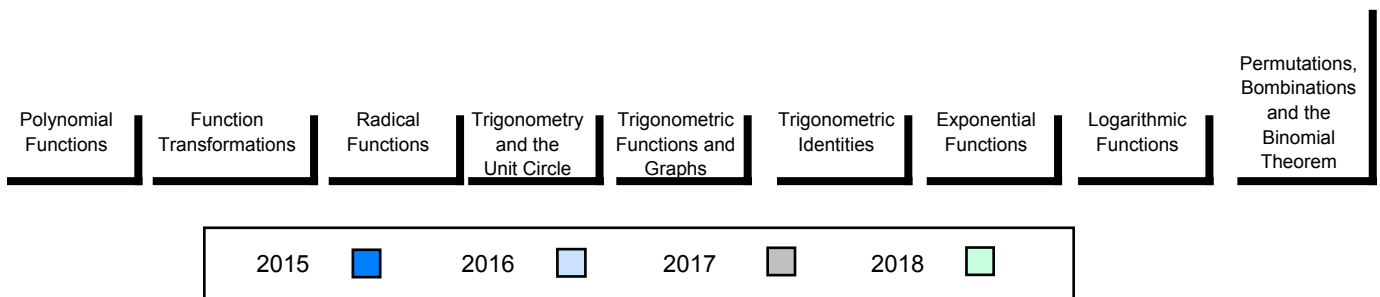 Polynomial
Functions
Function
Transformations
Radical
Functions
Trigonometry
and the
Unit Circle
Trigonometric
Functions and
Graphs
Trigonometric
Identities
Exponential
Functions
Logarithmic
Functions
Permutations,
Bombinations
and the
Binomial
Theorem
2015 2016 2017 2018